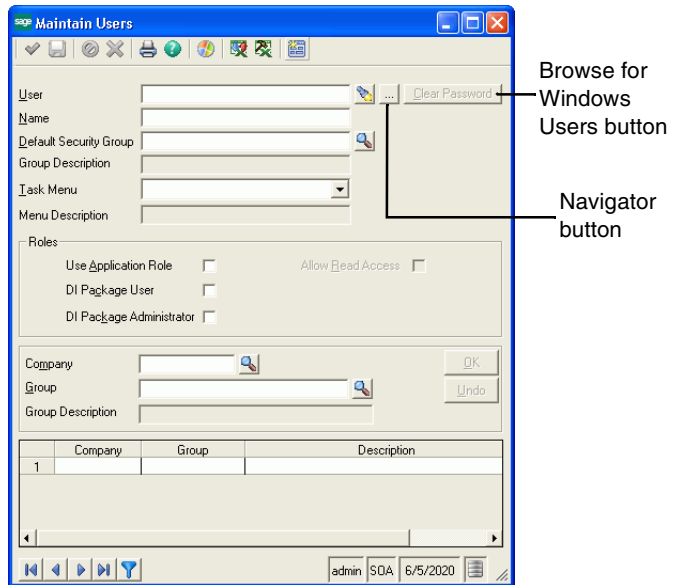 sage Maintain Users
User
... Clear Password
Name
Default Security Group
Group Description
Task Menu
Menu Description
Roles
Use Application Role
Allow Read Access
DI Package User
DI Package Administrator
Company
OK
Group
Undo
Group Description
Company Group Description
1
admin SOA 6/5/2020
Browse for
Windows
Users button
Navigator
button